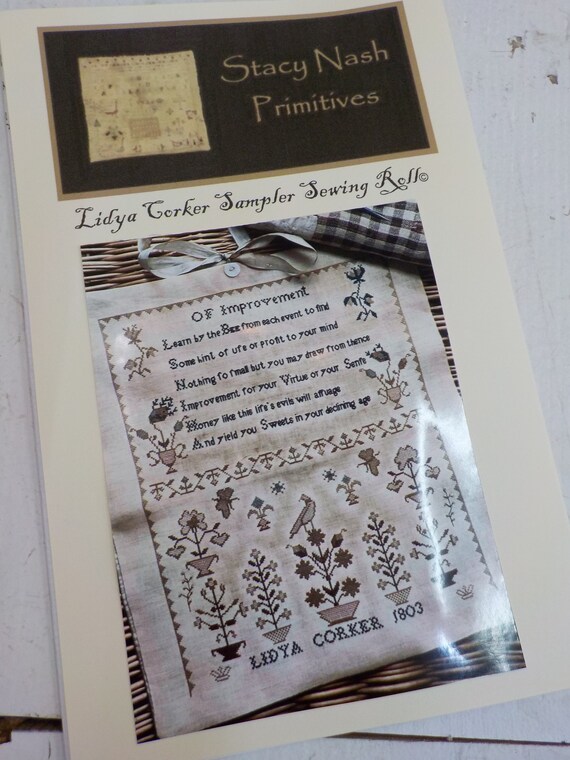 Stacy Nash
Primitives
Lidya Corker Sampler Sewing Roll©
OF Improvement
Learn by the Bee from each event to find
Some hint of uſe or profit to your mind
Nothing ſo ſmall but you may draw from thence
Improvement for your Virtue or your Senſe
Honey like this life's evils will aſſuage
And yield you Sweets in your declining age
LIDYA CORKER 1803